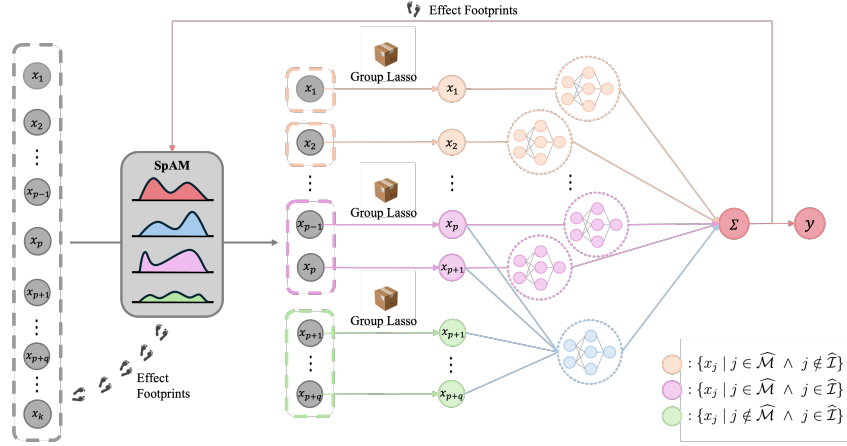 Effect Footprints
x₁
x₂
⋮
xₚ₋₁
xₚ
xₚ₊₁
⋮
xₚ₊q
⋮
xₖ
SpAM
Effect
Footprints
x₁
Group Lasso
x₁
x₂
x₂
⋮
⋮
⋮
xₚ₋₁
Group Lasso
xₚ
xₚ
xₚ₊₁
xₚ₊₁
Group Lasso
xₚ₊₁
⋮
⋮
xₚ₊q
xₚ₊q
Σ
y
: {xⱼ | j ∈ M̂ ∧ j ∉ Î}
: {xⱼ | j ∈ M̂ ∧ j ∈ Î}
: {xⱼ | j ∉ M̂ ∧ j ∈ Î}